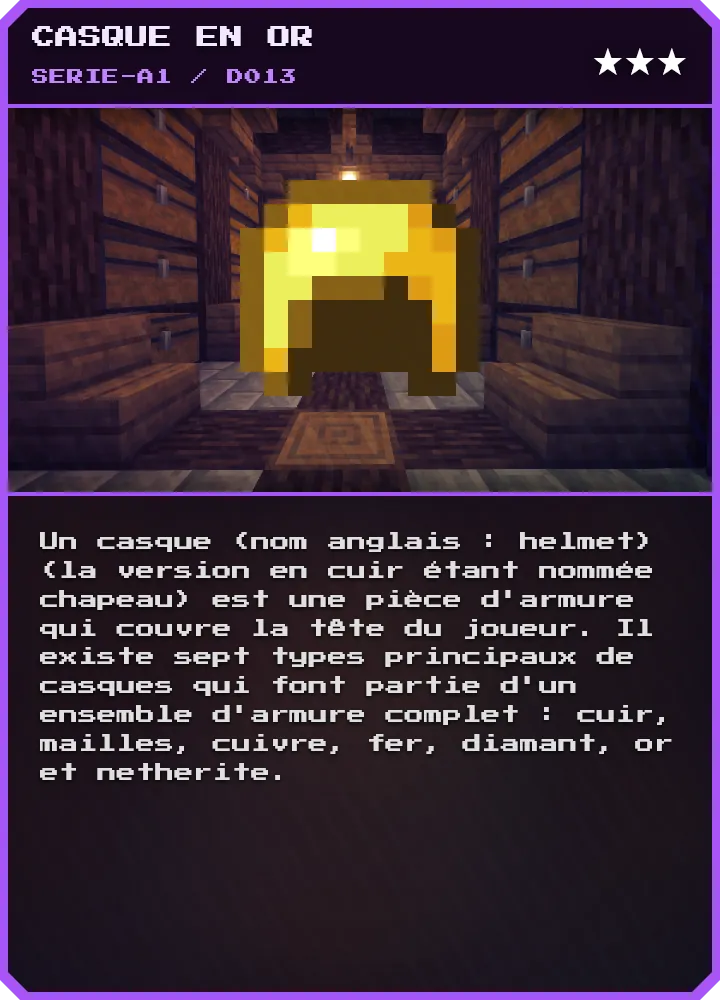 CASQUE EN OR
SERIE-A1 / D013
★★★
Un casque (nom anglais : helmet)
(la version en cuir étant nommée
chapeau) est une pièce d'armure
qui couvre la tête du joueur. Il
existe sept types principaux de
casques qui font partie d'un
ensemble d'armure complet : cuir,
mailles, cuivre, fer, diamant, or
et netherite.